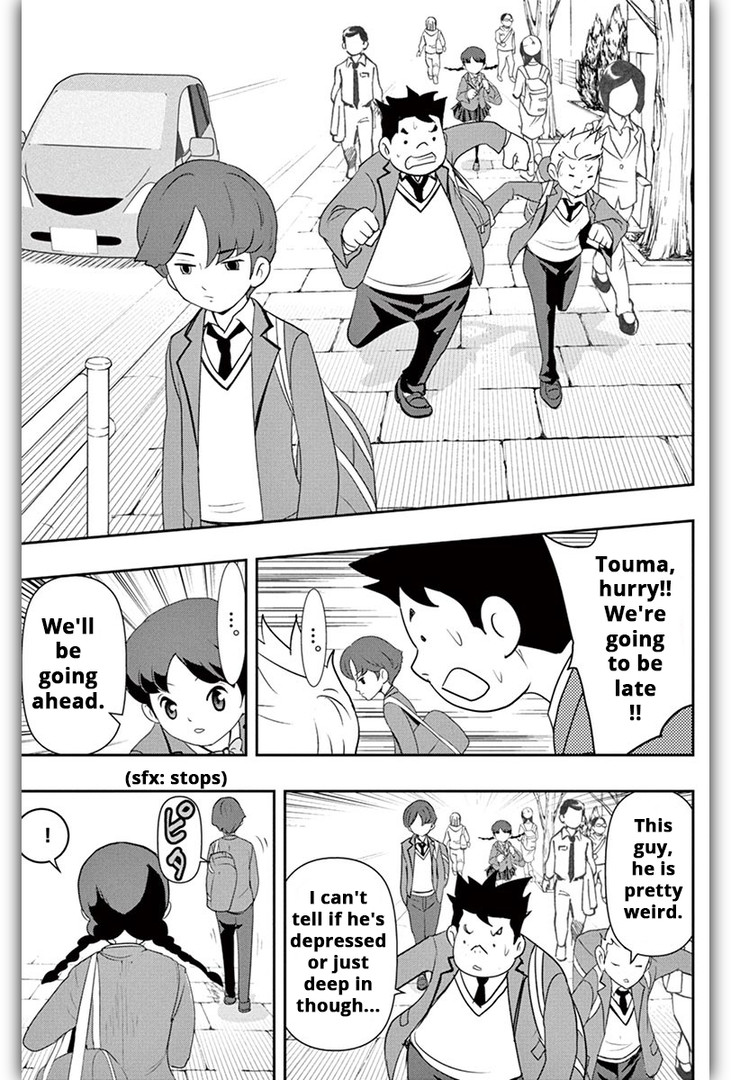 Touma,
hurry!!
We're
going
to be
late
!!
...。
...。
We'll
be
going
ahead.
This
guy,
he is
pretty
weird.
I can't
tell if he's
depressed
or just
deep in
though...
(sfx: stops)
ピタ
!